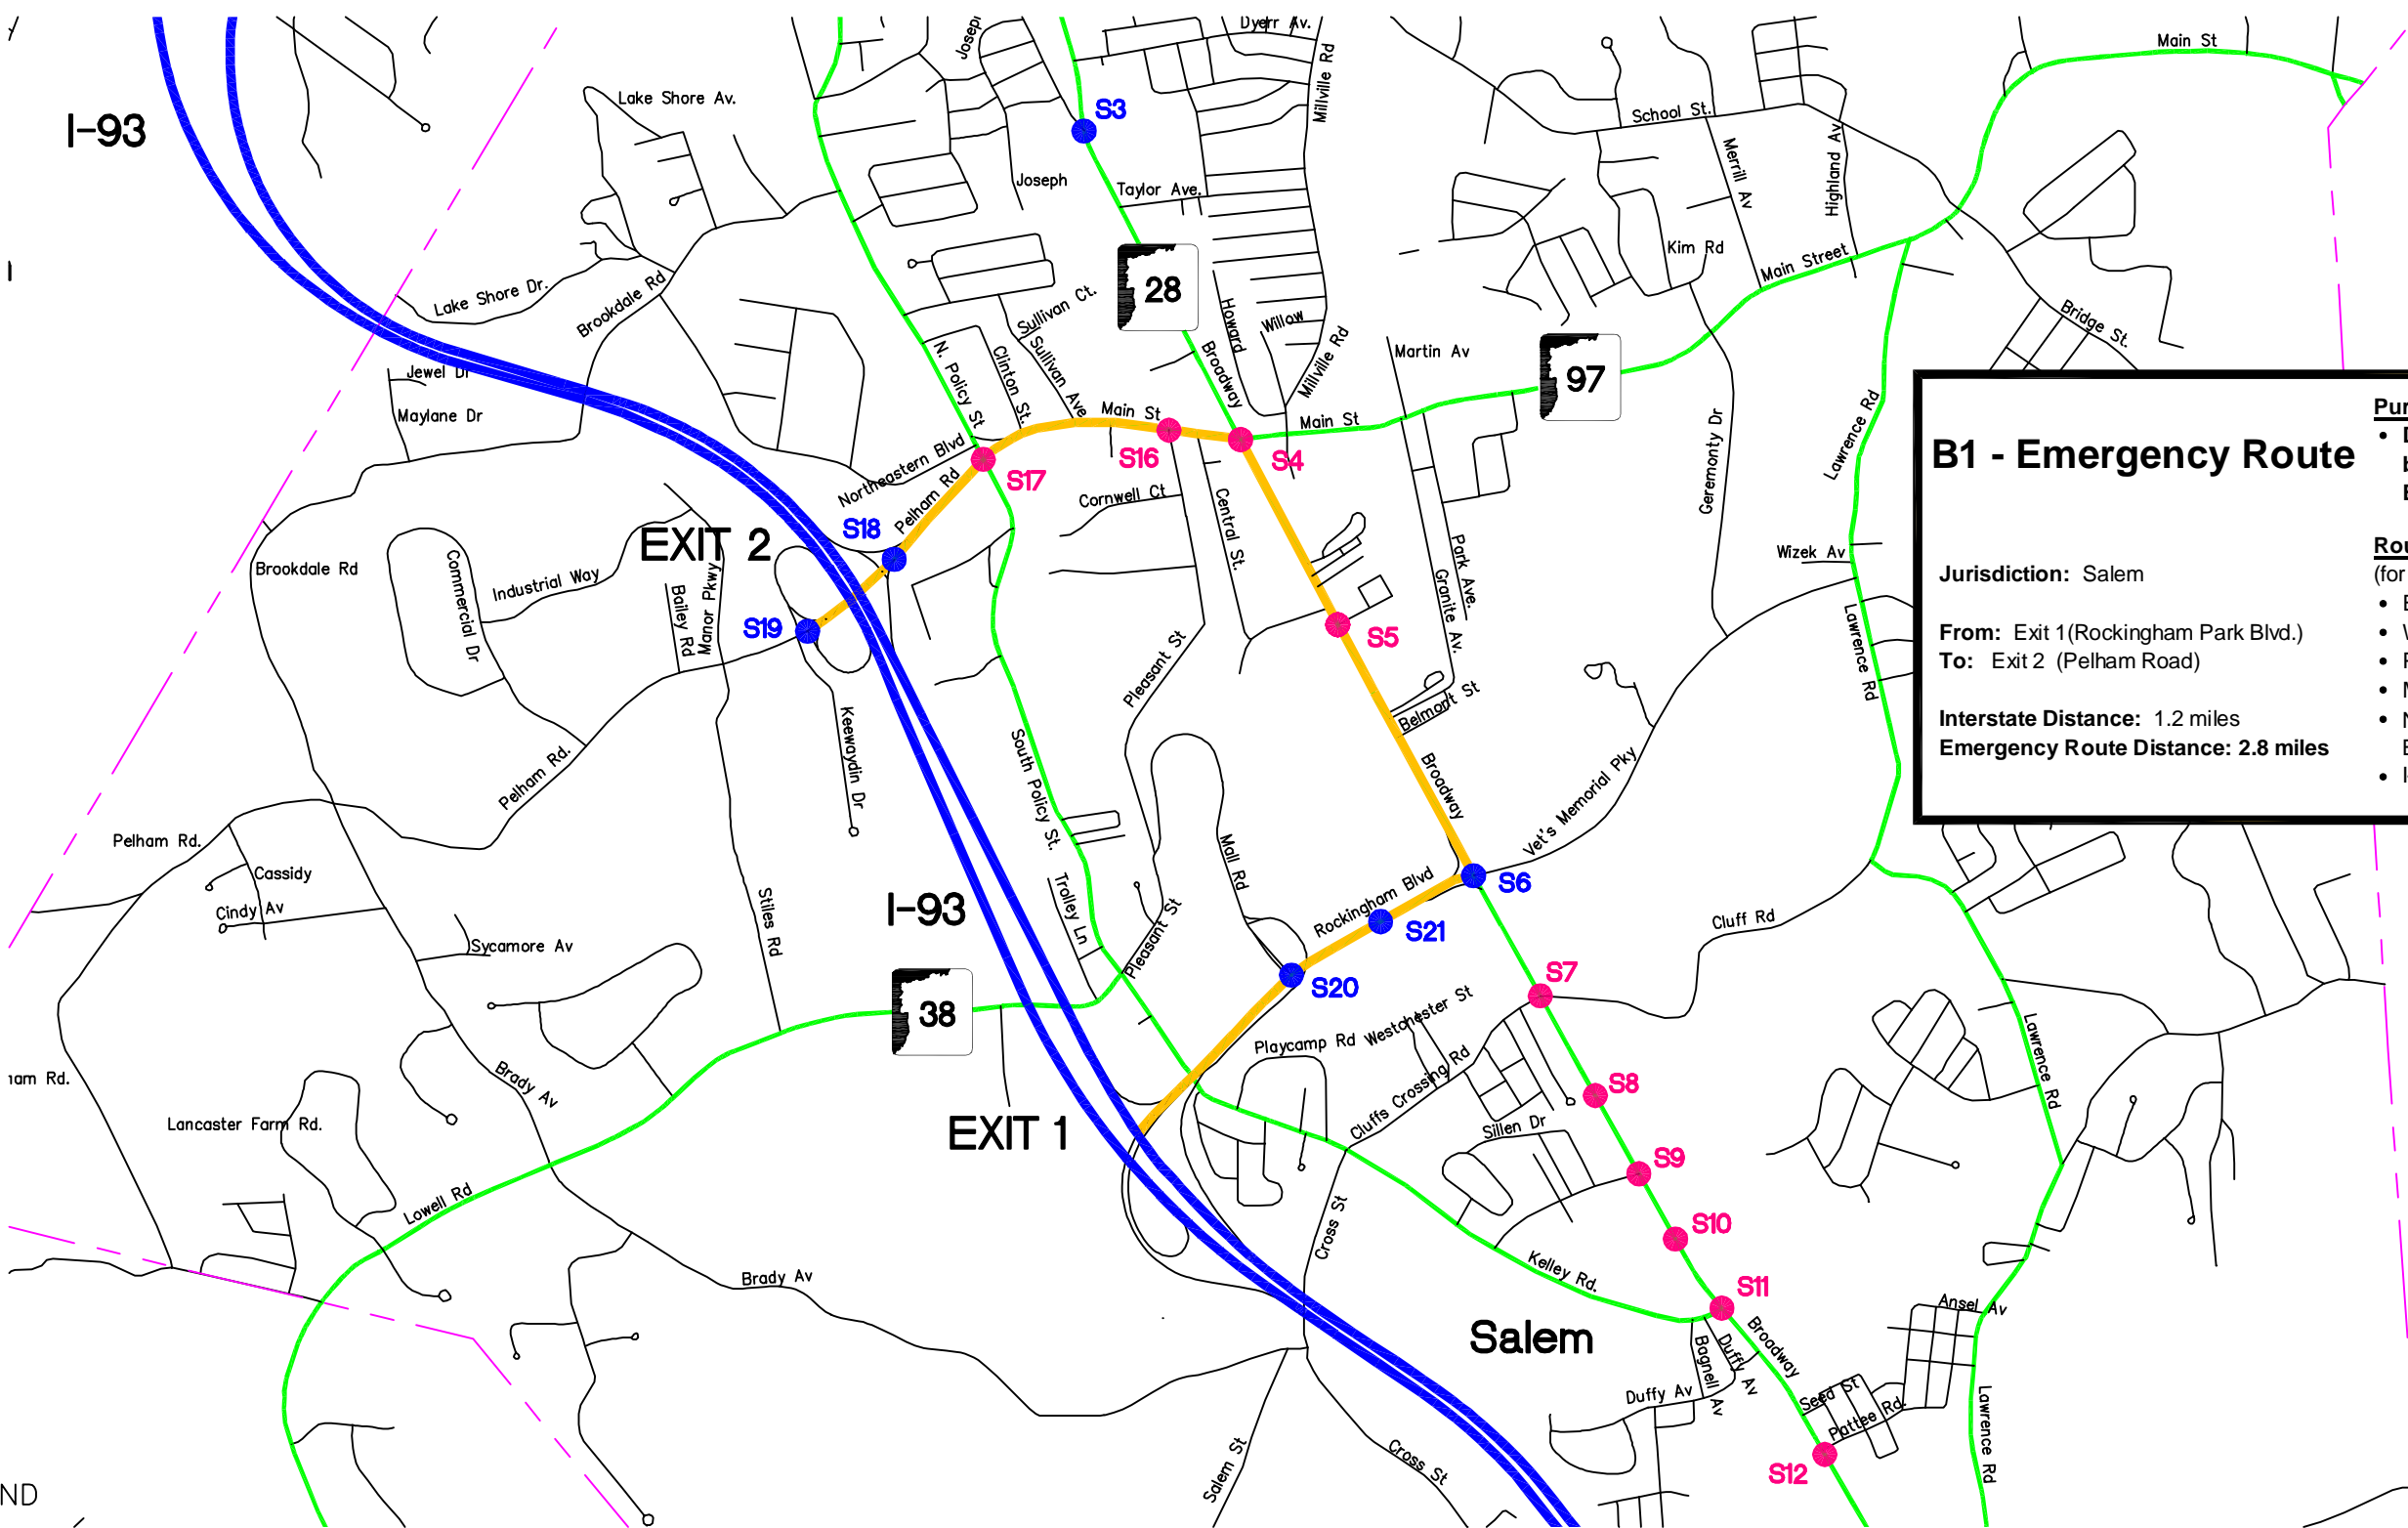 Dyerr Av.
Main St
Lake Shore Av.
I-93
S3
Millville Rd
School St.
Merrill Av
Highland Av
Joseph
Taylor Ave.
28
Kim Rd
Main Street
Lake Shore Dr.
Brookdale Rd
Sullivan Ct.
Sullivan Ave
Clinton St.
N. Policy St
Howard
Willow
Millville Rd
Broadway
Martin Av
97
Bridge St.
Maylane Dr
Main St
S16
S4
Main St
Northeastern Blvd
S17
Pelham Rd
Cornwell Ct
Central St.
Geremonty Dr
Lawrence Rd
S18
EXIT 2
Brookdale Rd
Commercial Dr
Industrial Way
Bailey Rd
Manor Pkwy
S19
Park Ave.
Granite Av.
S5
Wizek Av
Lawrence Rd
B1 - Emergency Route
Jurisdiction: Salem
From: Exit 1(Rockingham Park Blvd.)
To: Exit 2 (Pelham Road)
Interstate Distance: 1.2 miles
Emergency Route Distance: 2.8 miles
Pleasant St
Belmont St
Keewaydin Dr
South Policy St.
Broadway
Vet's Memorial Pky
Pelham Rd.
Pelham Rd.
Cassidy
Cindy Av
Mall Rd
Trolley Ln
Rockingham Blvd
S6
S21
Stiles Rd
I-93
Sycamore Av
Pleasant St
Cluff Rd
S20
S7
38
Westchester St
Playcamp Rd
Lawrence Rd
Cluffs Crossing Rd
S8
Brady Av
Lancaster Farm Rd.
EXIT 1
Sillen Dr
S9
Lowell Rd
Cross St
S10
Kelley Rd.
Brady Av
S11
Ansel Av
Salem
Broadway
Bagnell Av
Duffy Av
Duffy Av
Seed St
Pattee Rd.
Lawrence Rd
Salem St
Cross St
S12
ND